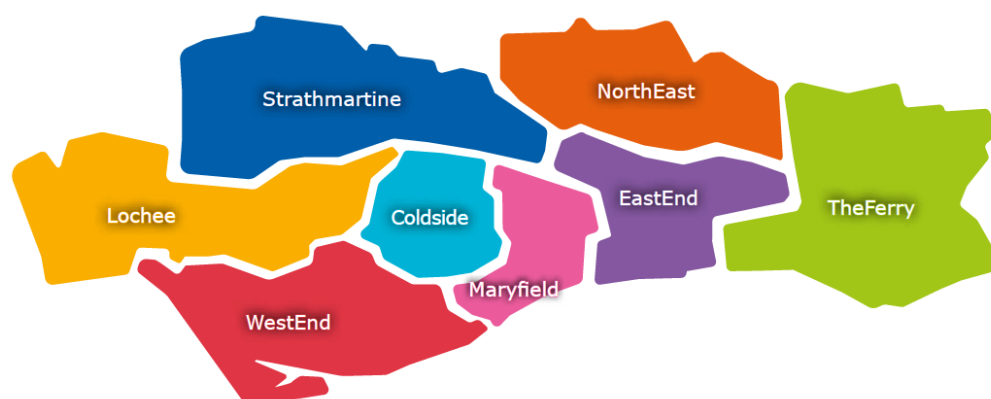 NorthEast
Strathmartine
EastEnd
TheFerry
Lochee
Coldside
Maryfield
WestEnd